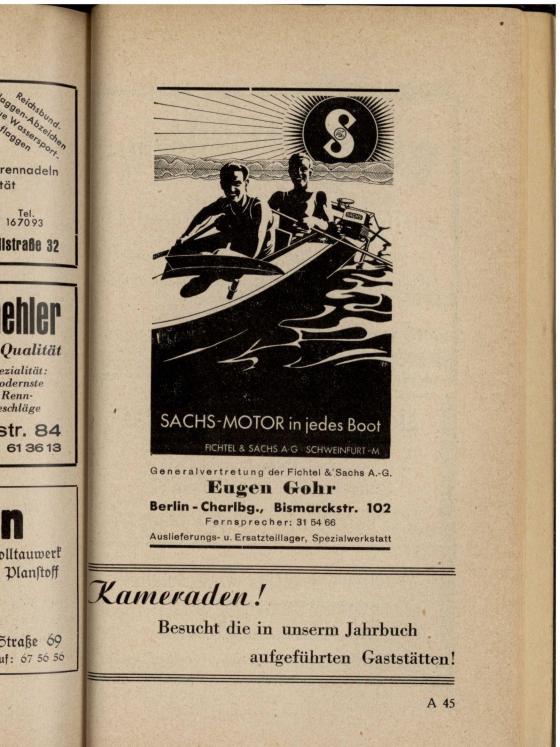 Reichsbund-
laggen-Abzeichen
e Wassersport-
flaggen
rennadeln
tät
Tel.
167093
lstraße 32
ehler
Qualität
ezialität:
odernste
Renn-
eschläge
str. 84
61 36 13
n
olltauwerk
Planstoff
Straße 69
uf: 67 56 56
S
SACHS
SACHS-MOTOR in jedes Boot
FICHTEL & SACHS A·G · SCHWEINFURT-M
Generalvertretung der Fichtel & Sachs A.-G.
Eugen Gohr
Berlin-Charlbg., Bismarckstr. 102
Fernsprecher: 31 54 66
Auslieferungs- u. Ersatzteillager, Spezialwerkstatt
Kameraden!
Besucht die in unserm Jahrbuch
aufgeführten Gaststätten!
A 45